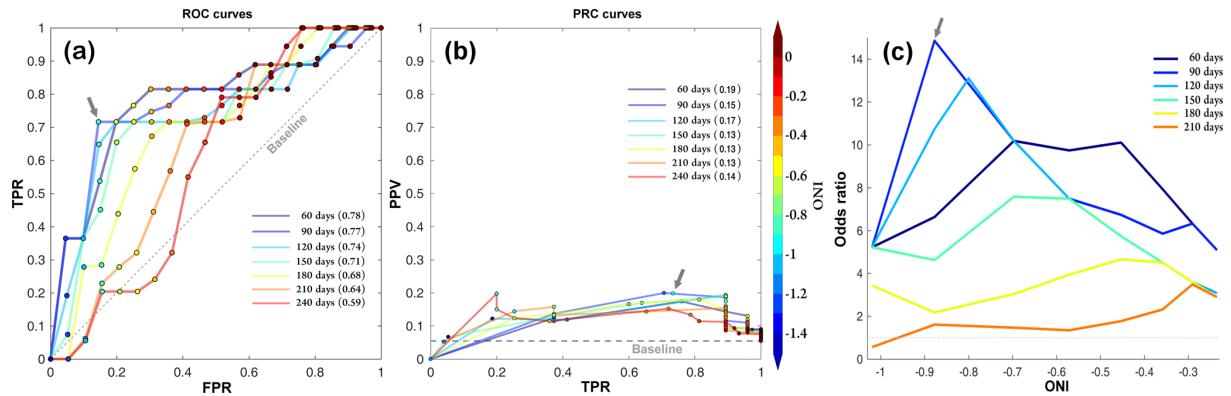 ROC curves
(a)
TPR
1
0.9
0.8
0.7
0.6
0.5
0.4
0.3
0.2
0.1
0
Baseline
60 days (0.78)
90 days (0.77)
120 days (0.74)
150 days (0.71)
180 days (0.68)
210 days (0.64)
240 days (0.59)
0 0.2 0.4 0.6 0.8 1
FPR
PRC curves
(b)
PPV
1
0.9
0.8
0.7
0.6
0.5
0.4
0.3
0.2
0.1
0
60 days (0.19)
90 days (0.15)
120 days (0.17)
150 days (0.13)
180 days (0.13)
210 days (0.13)
240 days (0.14)
Baseline
0 0.2 0.4 0.6 0.8 1
TPR
0
-0.2
-0.4
-0.6
-0.8
-1
-1.2
-1.4
ONI
(c)
Odds ratio
14
12
10
8
6
4
2
0
60 days
90 days
120 days
150 days
180 days
210 days
-1 -0.9 -0.8 -0.7 -0.6 -0.5 -0.4 -0.3
ONI